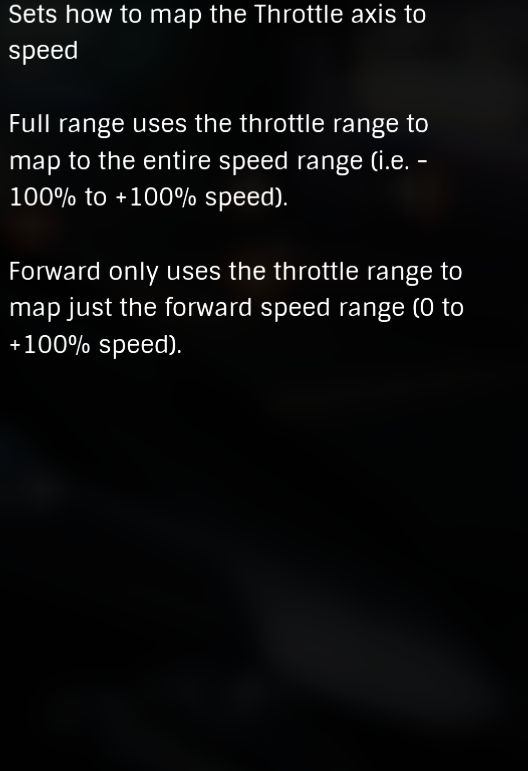 Sets how to map the Throttle axis to
speed
Full range uses the throttle range to
map to the entire speed range (i.e. -
100% to +100% speed).
Forward only uses the throttle range to
map just the forward speed range (0 to
+100% speed).